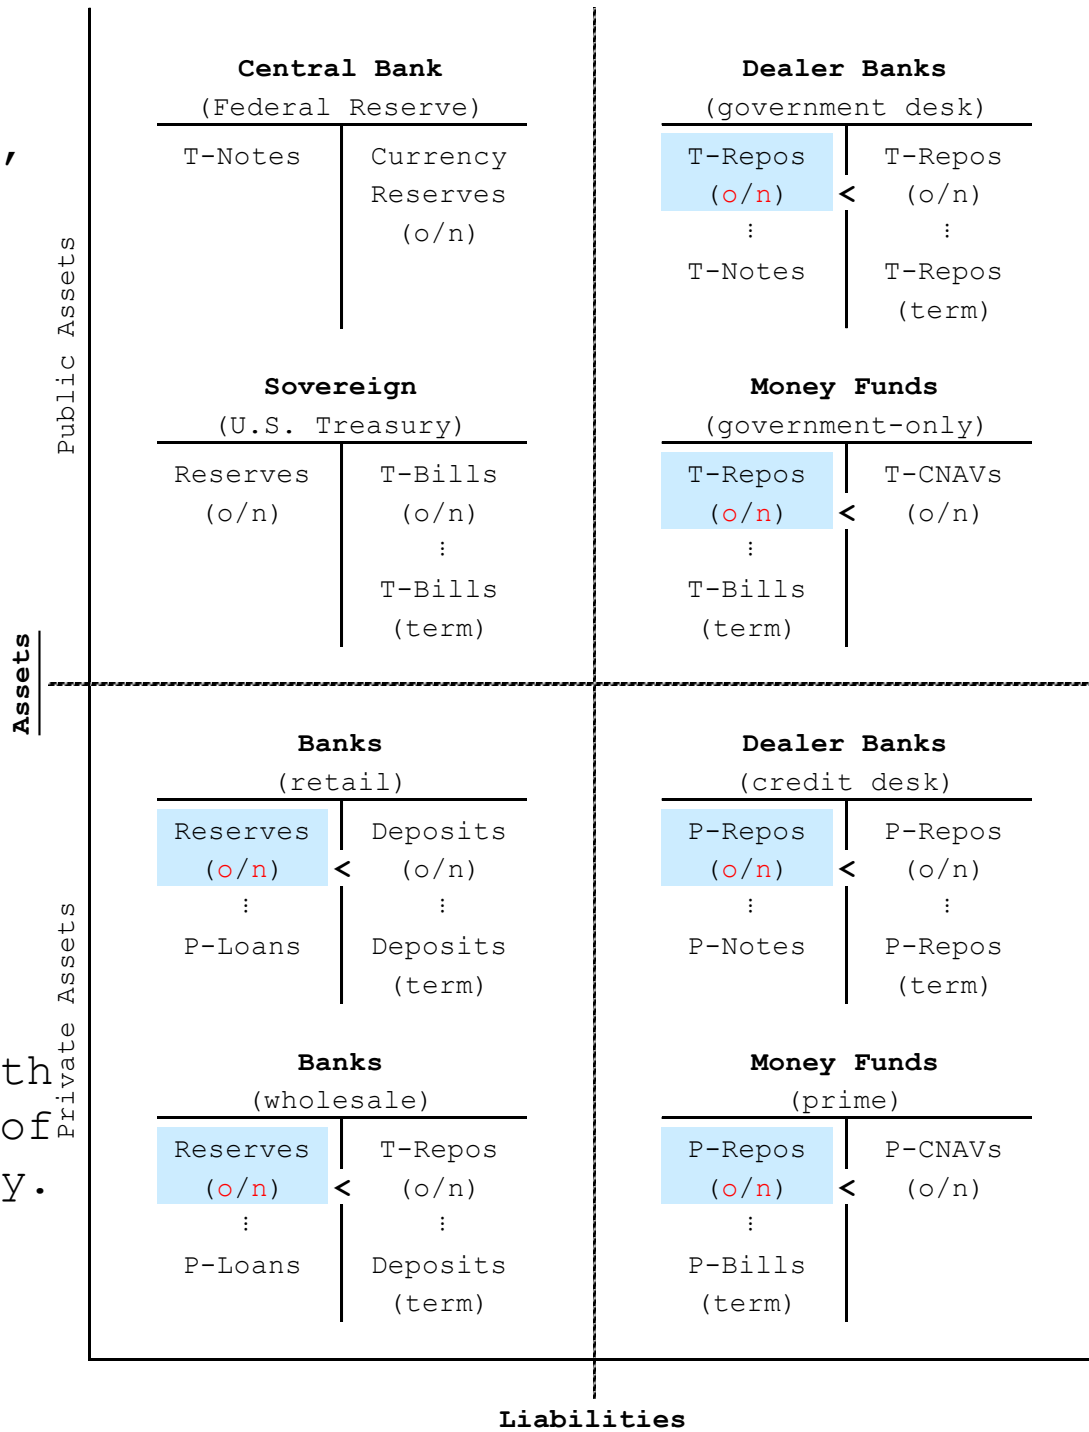 Central Bank
(Federal Reserve)
T-Notes
Currency
Reserves
(o/n)
Dealer Banks
(government desk)
T-Repos
(o/n)
⋮
T-Notes
<
T-Repos
(o/n)
⋮
T-Repos
(term)
,
Public Assets
Sovereign
(U.S. Treasury)
Reserves
(o/n)
T-Bills
(o/n)
⋮
T-Bills
(term)
Money Funds
(government-only)
T-Repos
(o/n)
⋮
T-Bills
(term)
<
T-CNAVs
(o/n)
Assets
Banks
(retail)
Reserves
(o/n)
⋮
P-Loans
<
Deposits
(o/n)
⋮
Deposits
(term)
Dealer Banks
(credit desk)
P-Repos
(o/n)
⋮
P-Notes
<
P-Repos
(o/n)
⋮
P-Repos
(term)
Private Assets
th
of
y.
Banks
(wholesale)
Reserves
(o/n)
⋮
P-Loans
<
T-Repos
(o/n)
⋮
Deposits
(term)
Money Funds
(prime)
P-Repos
(o/n)
⋮
P-Bills
(term)
<
P-CNAVs
(o/n)
Liabilities